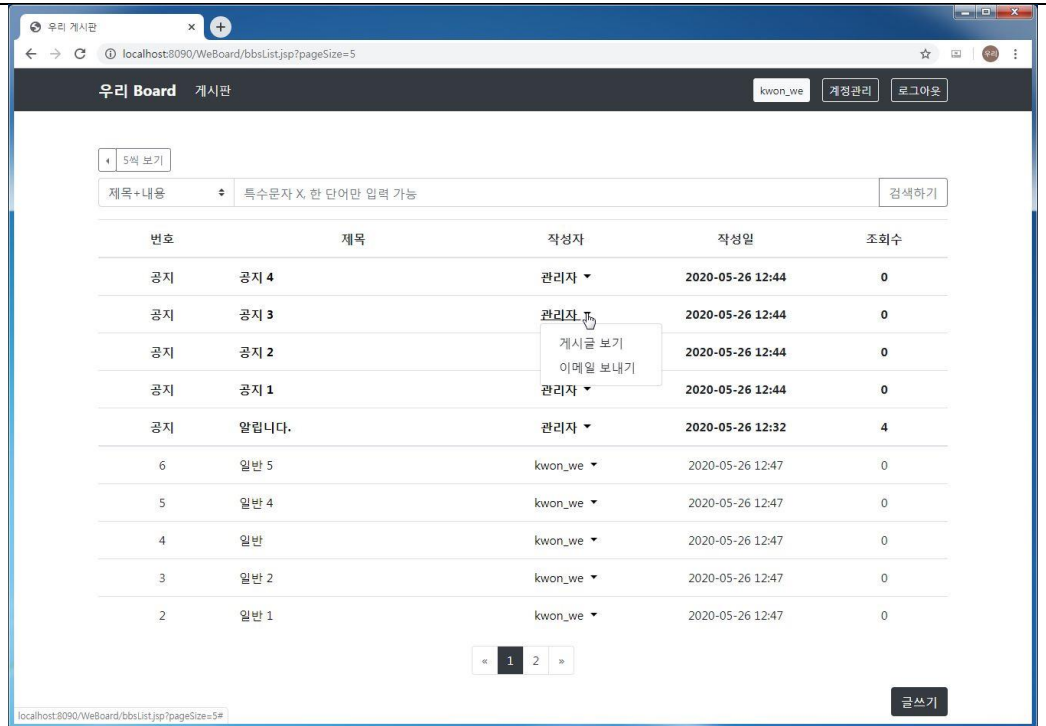 우리 게시판
localhost:8090/WeBoard/bbsList.jsp?pageSize=5
우리
우리 Board 게시판 kwon_we 계정관리 로그아웃
5씩 보기
제목+내용 특수문자 X, 한 단어만 입력 가능 검색하기
번호 제목 작성자 작성일 조회수
공지 공지 4 관리자 2020-05-26 12:44 0
공지 공지 3 관리자 2020-05-26 12:44 0
게시글 보기
공지 공지 2 2020-05-26 12:44 0
이메일 보내기
공지 공지 1 관리자 2020-05-26 12:44 0
공지 알립니다. 관리자 2020-05-26 12:32 4
6 일반 5 kwon_we 2020-05-26 12:47 0
5 일반 4 kwon_we 2020-05-26 12:47 0
4 일반 kwon_we 2020-05-26 12:47 0
3 일반 2 kwon_we 2020-05-26 12:47 0
2 일반 1 kwon_we 2020-05-26 12:47 0
« 1 2 »
글쓰기
localhost:8090/WeBoard/bbsList.jsp?pageSize=5#